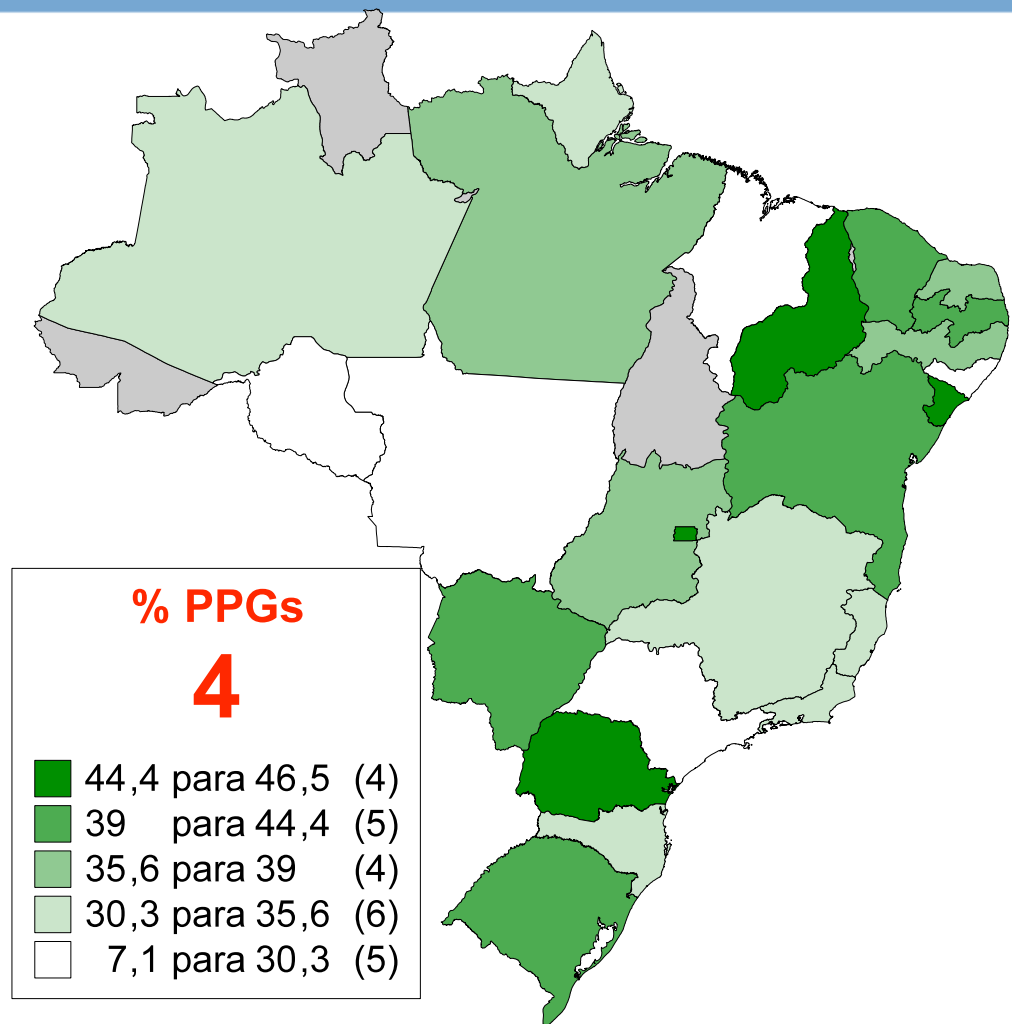 % PPGs
4
44,4 para 46,5 (4)
39 para 44,4 (5)
35,6 para 39 (4)
30,3 para 35,6 (6)
7,1 para 30,3 (5)